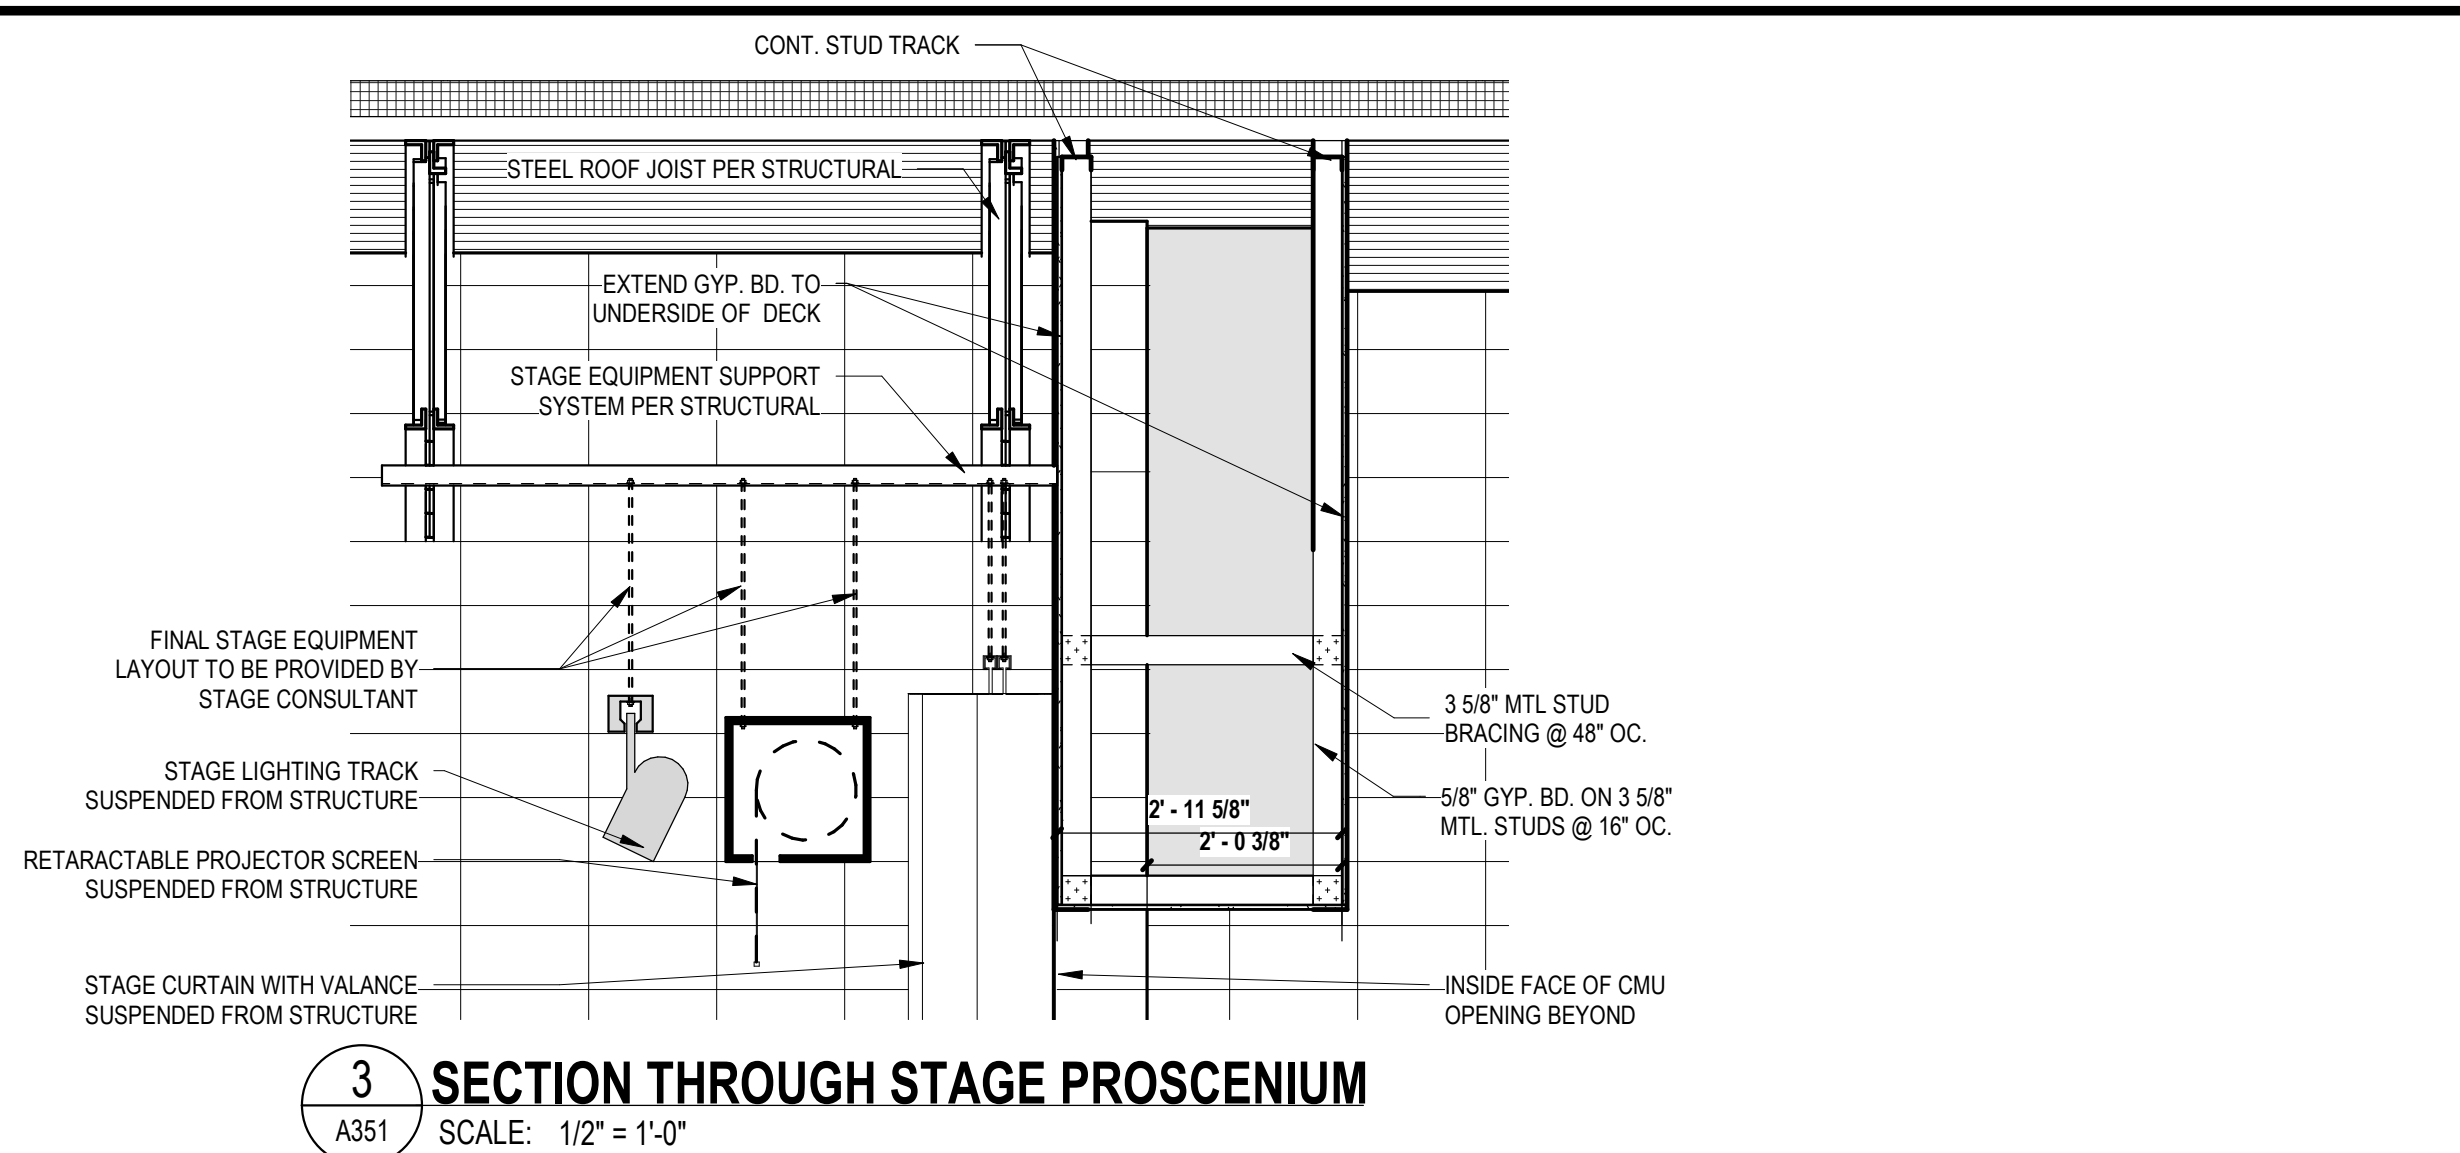 CONT. STUD TRACK
STEEL ROOF JOIST PER STRUCTURAL
EXTEND GYP. BD. TO
UNDERSIDE OF DECK
STAGE EQUIPMENT SUPPORT
SYSTEM PER STRUCTURAL
FINAL STAGE EQUIPMENT
LAYOUT TO BE PROVIDED BY
STAGE CONSULTANT
3 5/8" MTL STUD
BRACING @ 48" OC.
STAGE LIGHTING TRACK
SUSPENDED FROM STRUCTURE
5/8" GYP. BD. ON 3 5/8"
MTL. STUDS @ 16" OC.
2' - 11 5/8"
2' - 0 3/8"
RETARACTABLE PROJECTOR SCREEN
SUSPENDED FROM STRUCTURE
STAGE CURTAIN WITH VALANCE
SUSPENDED FROM STRUCTURE
INSIDE FACE OF CMU
OPENING BEYOND
3
A351
SECTION THROUGH STAGE PROSCENIUM
SCALE: 1/2" = 1'-0"